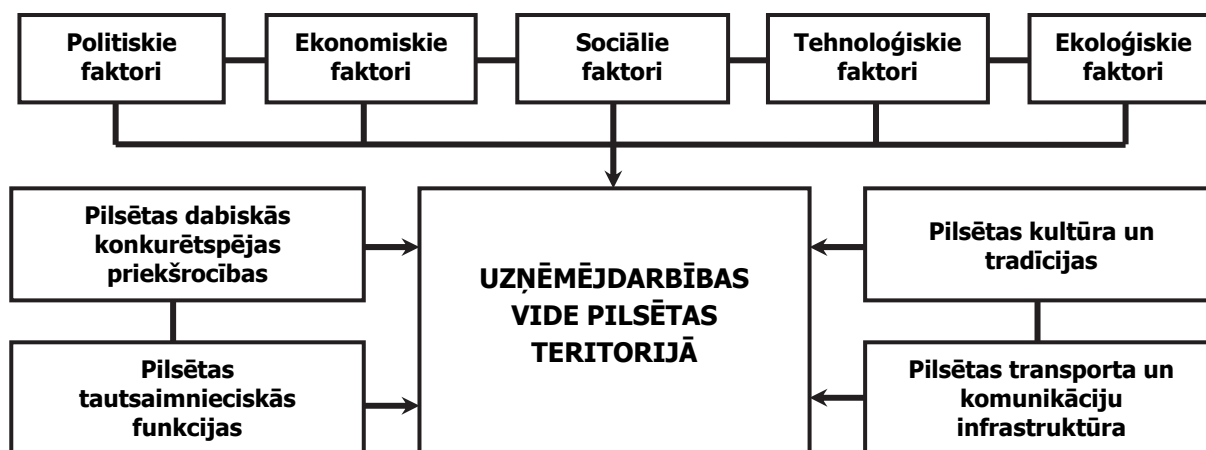 Politiskie
faktori
Ekonomiskie
faktori
Sociālie
faktori
Tehnoloģiskie
faktori
Ekoloģiskie
faktori
Pilsētas dabiskās
konkurētspējas
priekšrocības
Pilsētas
tautsaimnieciskās
funkcijas
UZŅĒMĒJDARBĪBAS
VIDE PILSĒTAS
TERITORIJĀ
Pilsētas kultūra un
tradīcijas
Pilsētas transporta un
komunikāciju
infrastruktūra